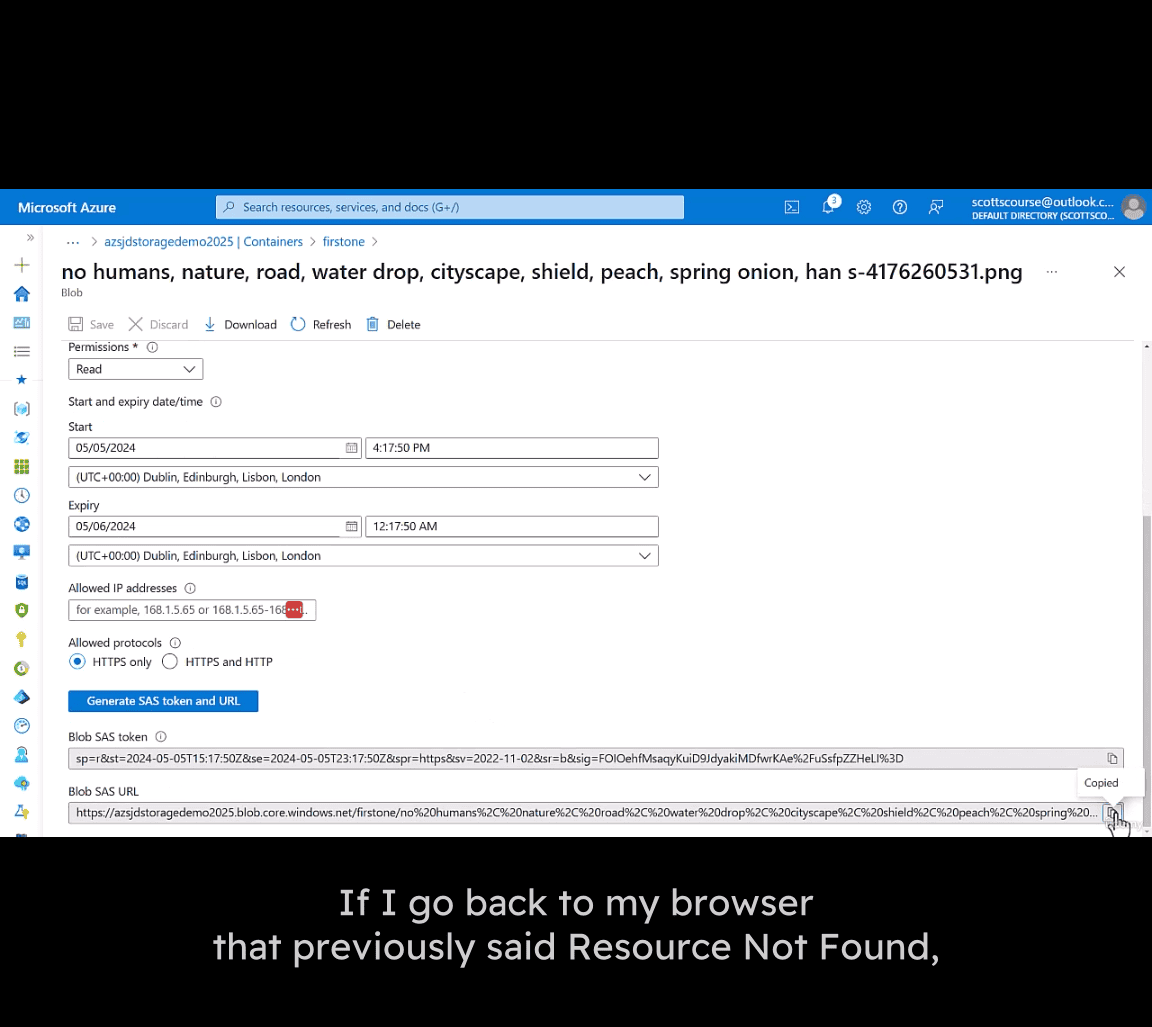 Microsoft Azure
Search resources, services, and docs (G+/)
3
scottscourse@outlook.c...
DEFAULT DIRECTORY (SCOTTSCO...
... > azsjdstoragedemo2025 | Containers > firstone >
no humans, nature, road, water drop, cityscape, shield, peach, spring onion, han s-4176260531.png ...
Blob
Save Discard Download Refresh Delete
Permissions *
Read
Start and expiry date/time
Start
05/05/2024 4:17:50 PM
(UTC+00:00) Dublin, Edinburgh, Lisbon, London
Expiry
05/06/2024 12:17:50 AM
(UTC+00:00) Dublin, Edinburgh, Lisbon, London
Allowed IP addresses
for example, 168.1.5.65 or 168.1.5.65-168
Allowed protocols
HTTPS only HTTPS and HTTP
Generate SAS token and URL
Blob SAS token
sp=r&st=2024-05-05T15:17:50Z&se=2024-05-05T23:17:50Z&spr=https&sv=2022-11-02&sr=b&sig=FOIOehfMsaqyKuiD9JdyakiMDfwrKAe%2FuSsfpZZHeLI%3D
Copied
Blob SAS URL
https://azsjdstoragedemo2025.blob.core.windows.net/firstone/no%20humans%2C%20nature%2C%20road%2C%20water%20drop%2C%20cityscape%2C%20shield%2C%20peach%2C%20spring%20...
If I go back to my browser
that previously said Resource Not Found,